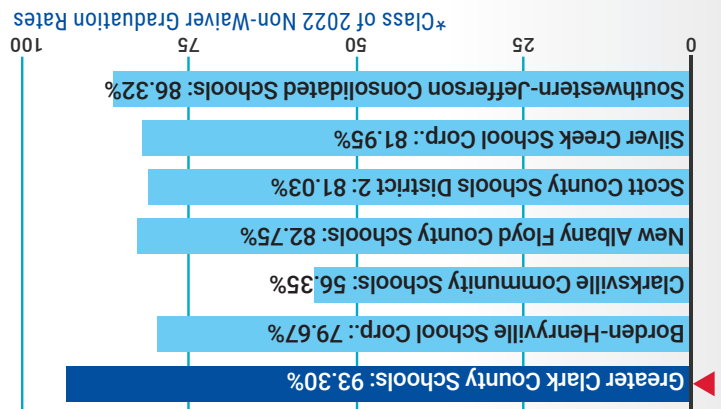 Greater Clark County Schools: 93.30%
Borden-Henryville School Corp.: 79.67%
Clarksville Community Schools: 56.35%
New Albany Floyd County Schools: 82.75%
Scott County Schools District 2: 81.03%
Silver Creek School Corp.: 81.95%
Southwestern-Jefferson Consolidated Schools: 86.32%
0 25 50 75 100
*Class of 2022 Non-Waiver Graduation Rates